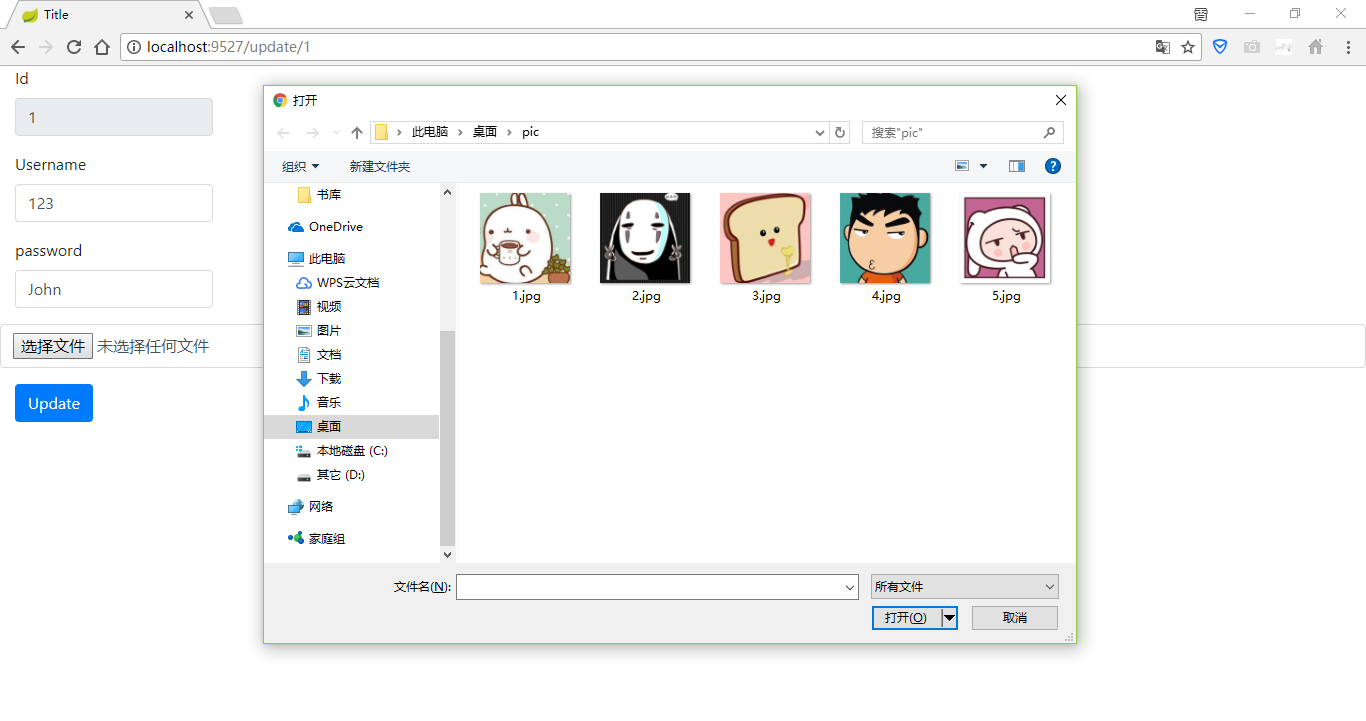 Title
localhost:9527/update/1
Id
1
Username
123
password
John
选择文件 未选择任何文件
Update
打开
此电脑 桌面 pic
搜索"pic"
组织 新建文件夹
书库
OneDrive
此电脑
WPS云文档
视频
图片
文档
下载
音乐
桌面
本地磁盘 (C:)
其它 (D:)
网络
家庭组
1.jpg
2.jpg
3.jpg
4.jpg
5.jpg
文件名(N):
所有文件
打开(O)
取消